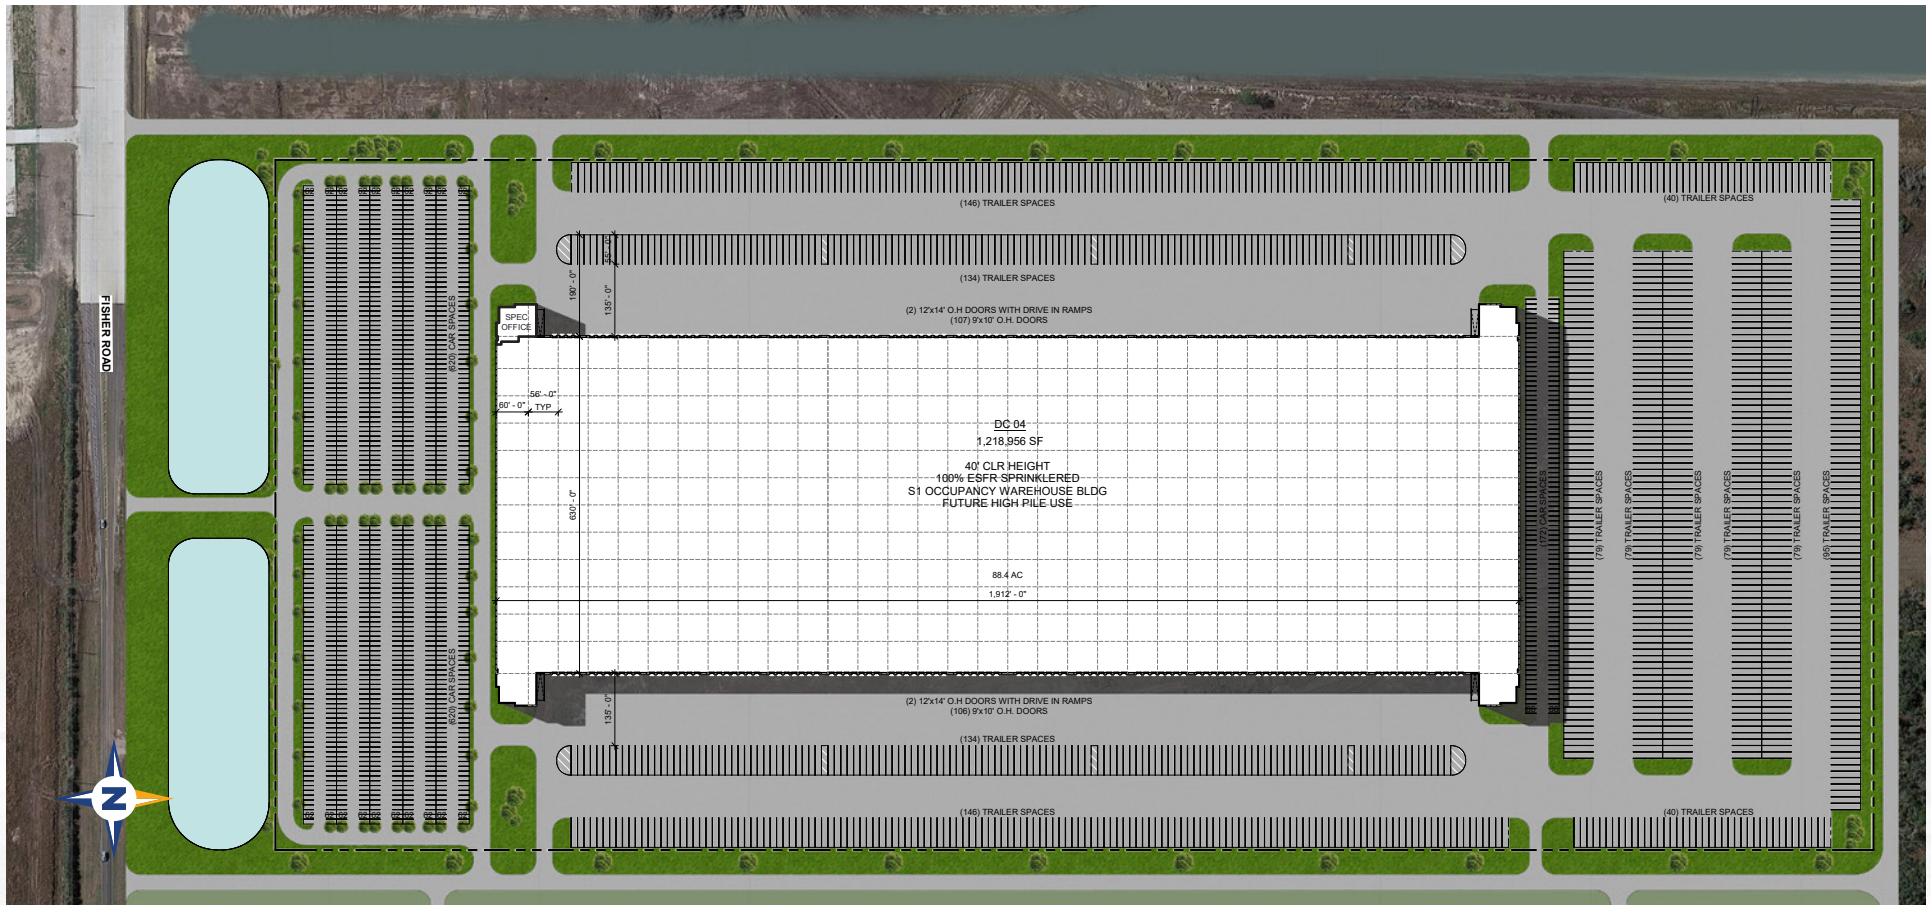 (146) TRAILER SPACES
(40) TRAILER SPACES
(134) TRAILER SPACES
55' - 0"
190' - 0"
135' - 0"
(2) 12'x14' O.H DOORS WITH DRIVE IN RAMPS
(107) 9'x10' O.H. DOORS
SPEC
OFFICE
FISHER ROAD
(620) CAR SPACES
56' - 0"
60' - 0"
TYP
DC 04
1,218,956 SF
40' CLR HEIGHT
100% ESFR SPRINKLERED
S1 OCCUPANCY WAREHOUSE BLDG
FUTURE HIGH PILE USE
630' - 0"
(172) CAR SPACES
(79) TRAILER SPACES
(79) TRAILER SPACES
(79) TRAILER SPACES
(79) TRAILER SPACES
(79) TRAILER SPACES
(95) TRAILER SPACES
88.4 AC
1,912' - 0"
(620) CAR SPACES
135' - 0"
(2) 12'x14' O.H DOORS WITH DRIVE IN RAMPS
(106) 9'x10' O.H. DOORS
(134) TRAILER SPACES
N
(146) TRAILER SPACES
(40) TRAILER SPACES